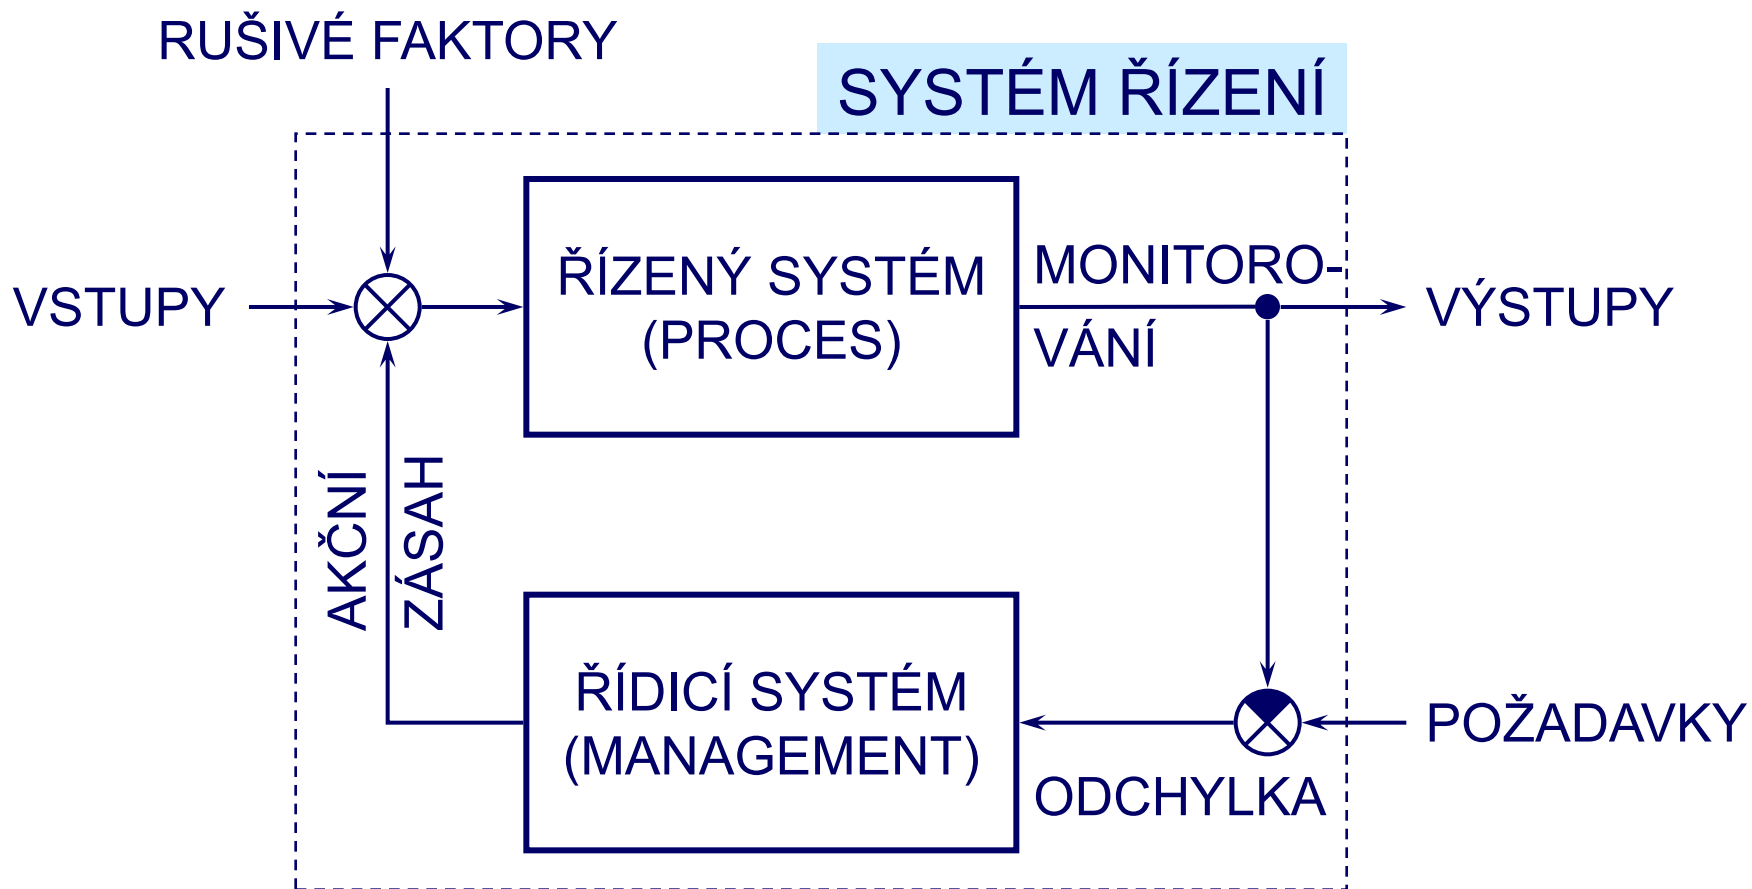 RUŠIVÉ FAKTORY
SYSTÉM ŘÍZENÍ
VSTUPY
ŘÍZENÝ SYSTÉM
(PROCES)
MONITORO-
VÁNÍ
VÝSTUPY
AKČNÍ
ZÁSAH
ŘÍDICÍ SYSTÉM
(MANAGEMENT)
ODCHYLKA
POŽADAVKY